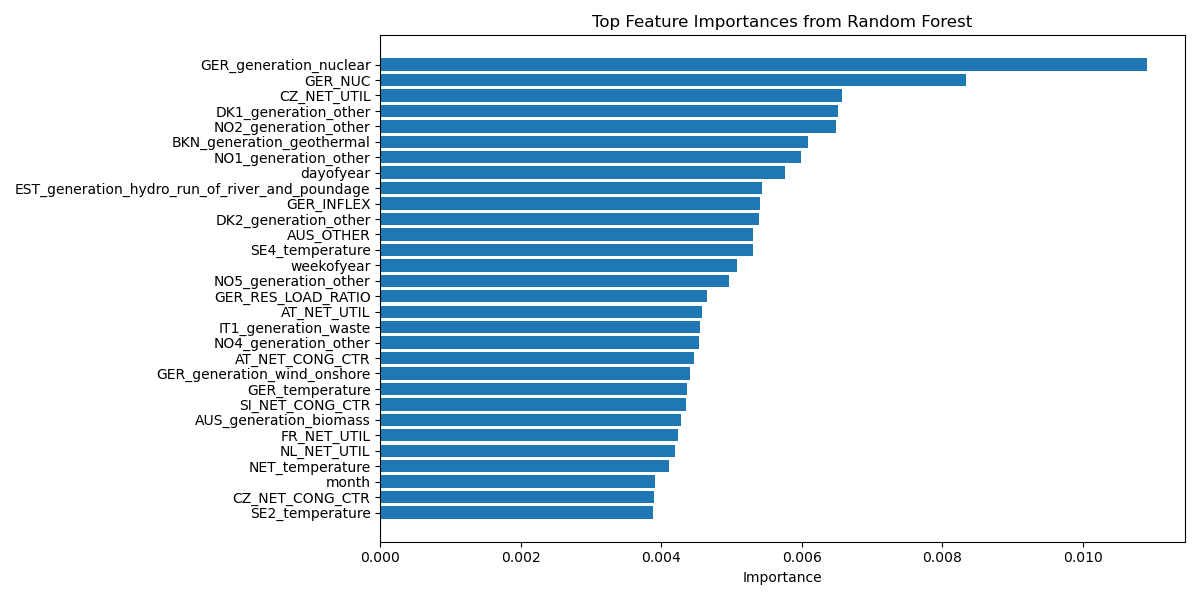 Top Feature Importances from Random Forest
GER_generation_nuclear
GER_NUC
CZ_NET_UTIL
DK1_generation_other
NO2_generation_other
BKN_generation_geothermal
NO1_generation_other
dayofyear
EST_generation_hydro_run_of_river_and_poundage
GER_INFLEX
DK2_generation_other
AUS_OTHER
SE4_temperature
weekofyear
NO5_generation_other
GER_RES_LOAD_RATIO
AT_NET_UTIL
IT1_generation_waste
NO4_generation_other
AT_NET_CONG_CTR
GER_generation_wind_onshore
GER_temperature
SI_NET_CONG_CTR
AUS_generation_biomass
FR_NET_UTIL
NL_NET_UTIL
NET_temperature
month
CZ_NET_CONG_CTR
SE2_temperature
0.000 0.002 0.004 0.006 0.008 0.010
Importance